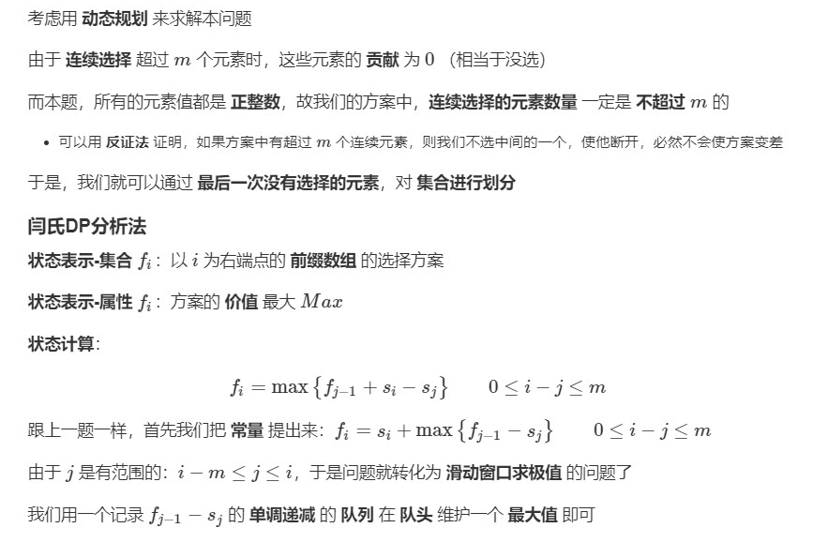 考虑用 动态规划 来求解本问题
由于 连续选择 超过 m 个元素时，这些元素的 贡献 为 0 （相当于没选）
而本题，所有的元素值都是 正整数，故我们的方案中，连续选择的元素数量 一定是 不超过 m 的
• 可以用 反证法 证明，如果方案中有超过 m 个连续元素，则我们不选中间的一个，使他断开，必然不会使方案变差
于是，我们就可以通过 最后一次没有选择的元素，对 集合进行划分
闫氏DP分析法
状态表示-集合 f_i：以 i 为右端点的 前缀数组 的选择方案
状态表示-属性 f_i：方案的 价值 最大 Max
状态计算：
f_i = max {f_{j−1} + s_i − s_j}  0 ≤ i − j ≤ m
跟上一题一样，首先我们把 常量 提出来：f_i = s_i + max {f_{j−1} − s_j}  0 ≤ i − j ≤ m
由于 j 是有范围的：i − m ≤ j ≤ i，于是问题就转化为 滑动窗口求极值 的问题了
我们用一个记录 f_{j−1} − s_j 的 单调递减 的 队列 在 队头 维护一个 最大值 即可